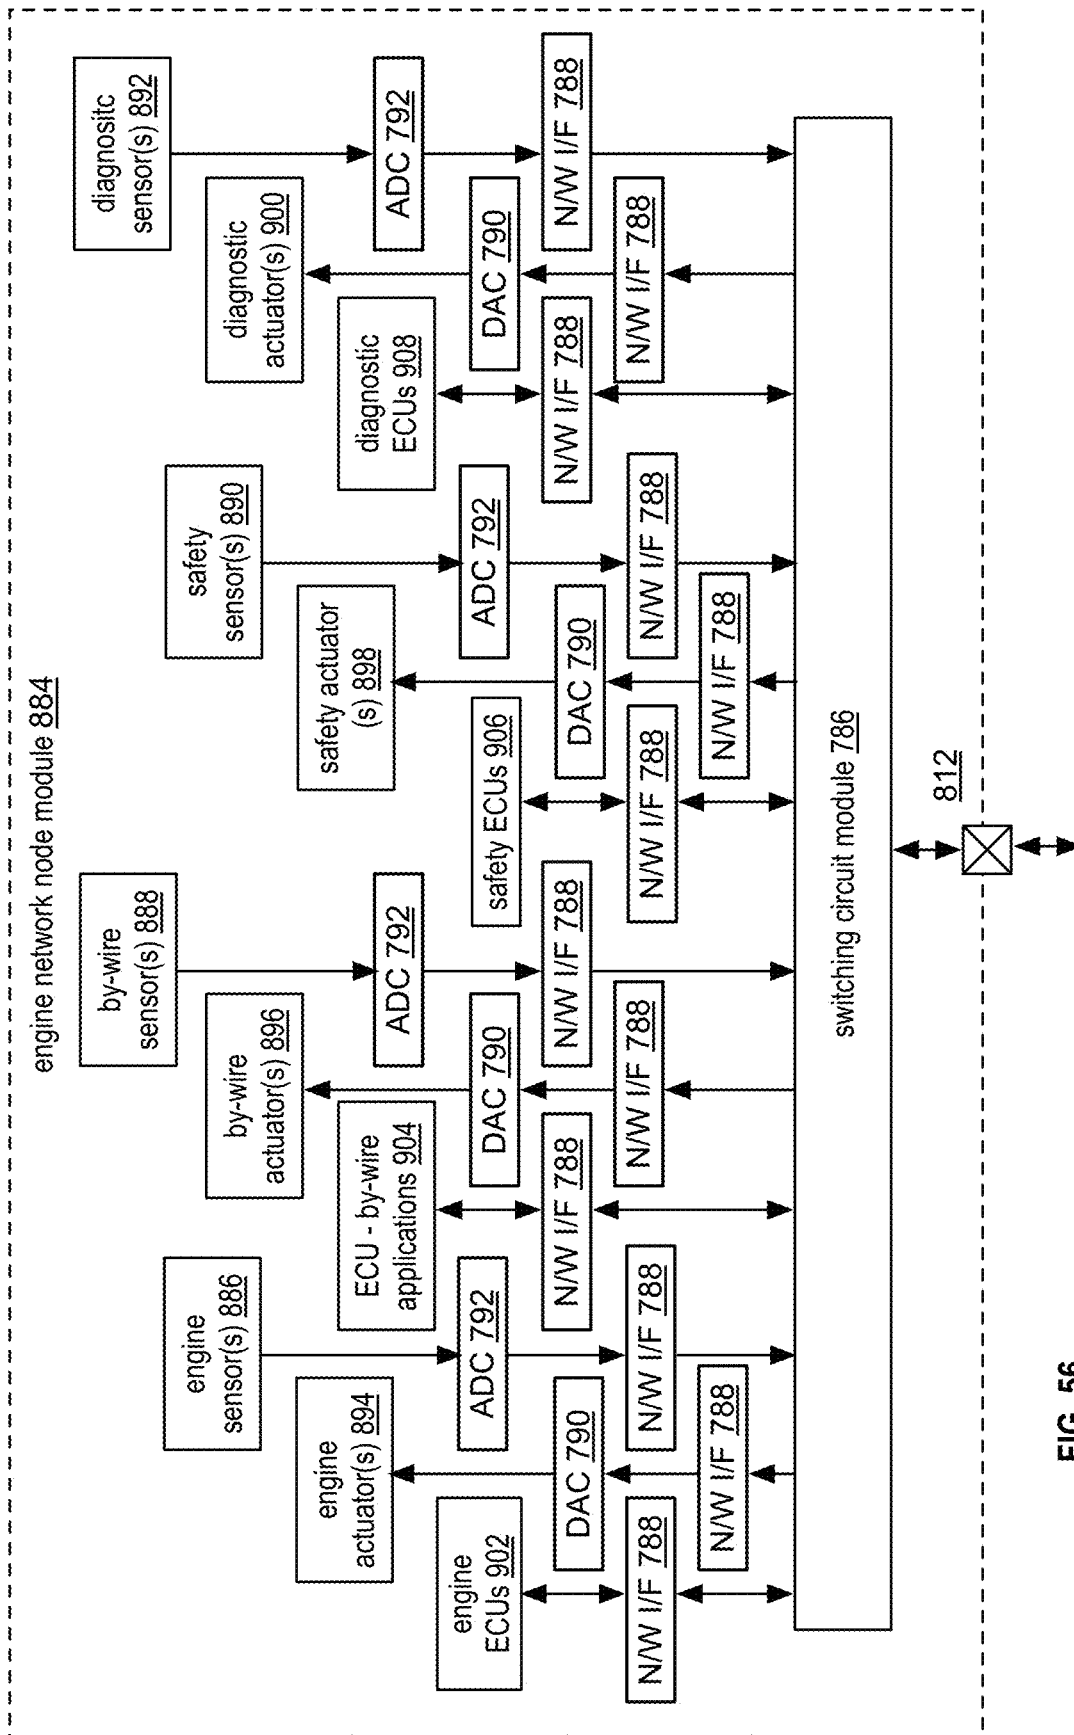 engine network node module 884
engine
ECUs 902
N/W I/F 788
engine
actuator(s) 894
DAC 790
N/W I/F 788
engine
sensor(s) 886
ADC 792
N/W I/F 788
ECU - by-wire
applications 904
N/W I/F 788
by-wire
actuator(s) 896
DAC 790
N/W I/F 788
by-wire
sensor(s) 888
ADC 792
N/W I/F 788
safety ECUs 906
N/W I/F 788
safety actuator
(s) 898
DAC 790
N/W I/F 788
safety
sensor(s) 890
ADC 792
N/W I/F 788
diagnostic
ECUs 908
N/W I/F 788
diagnostic
actuator(s) 900
DAC 790
N/W I/F 788
diagnositc
sensor(s) 892
ADC 792
N/W I/F 788
switching circuit module 786
812
FIG. 56